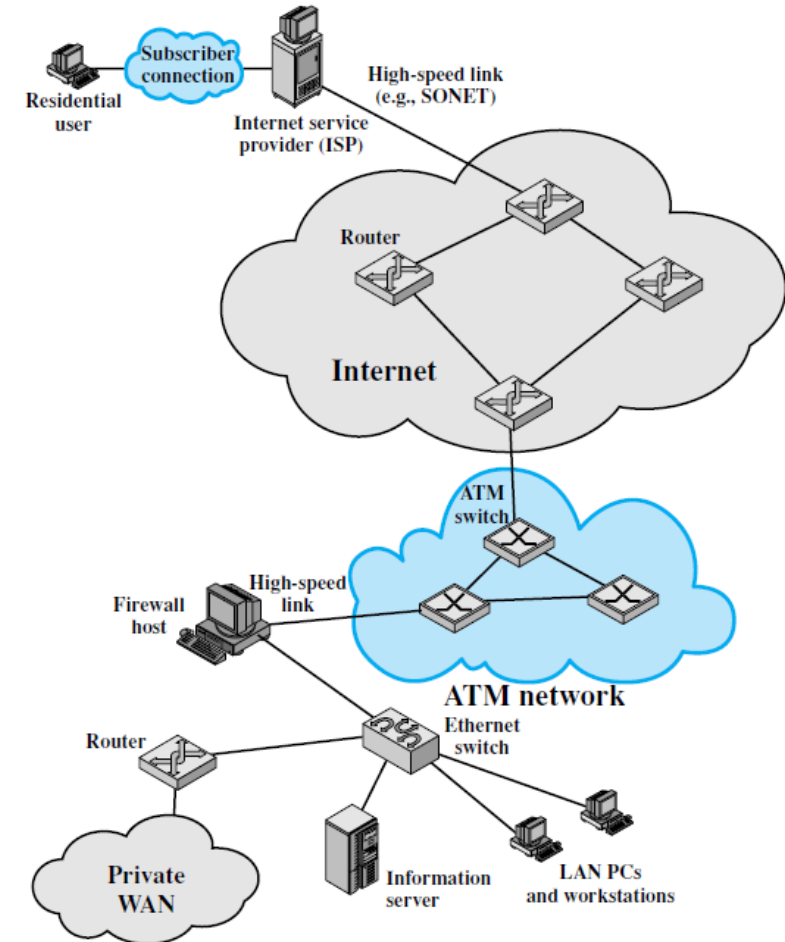 Subscriber
connection
Residential
user
High-speed link
(e.g., SONET)
Internet service
provider (ISP)
Router
Internet
ATM
switch
High-speed
link
Firewall
host
ATM network
Ethernet
switch
Router
Private
WAN
Information
server
LAN PCs
and workstations